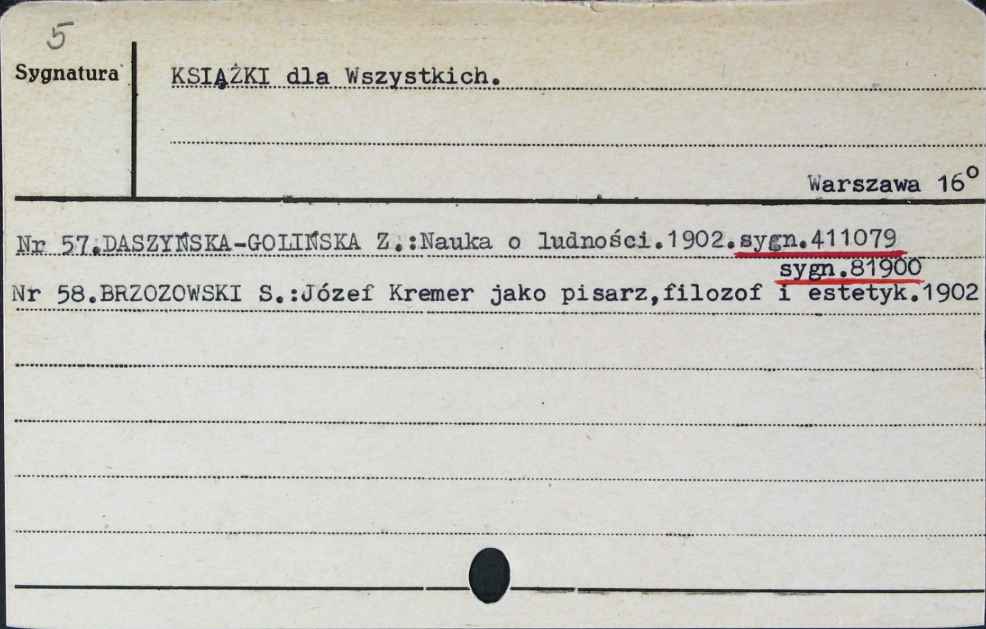 5
Sygnatura
KSIĄŻKI dla Wszystkich.
Warszawa 16°
Nr 57.DASZYŃSKA-GOLIŃSKA Z.:Nauka o ludności.1902.sygn.411079
sygn.81900
Nr 58.BRZOZOWSKI S.:Józef Kremer jako pisarz,filozof i estetyk.1902